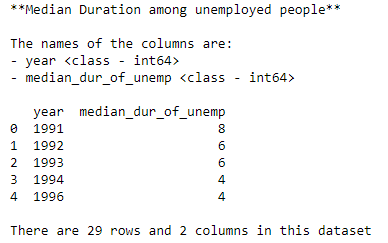 **Median Duration among unemployed people**
The names of the columns are:
- year <class - int64>
- median_dur_of_unemp <class - int64>
year median_dur_of_unemp
0 1991 8
1 1992 6
2 1993 6
3 1994 4
4 1996 4
There are 29 rows and 2 columns in this dataset